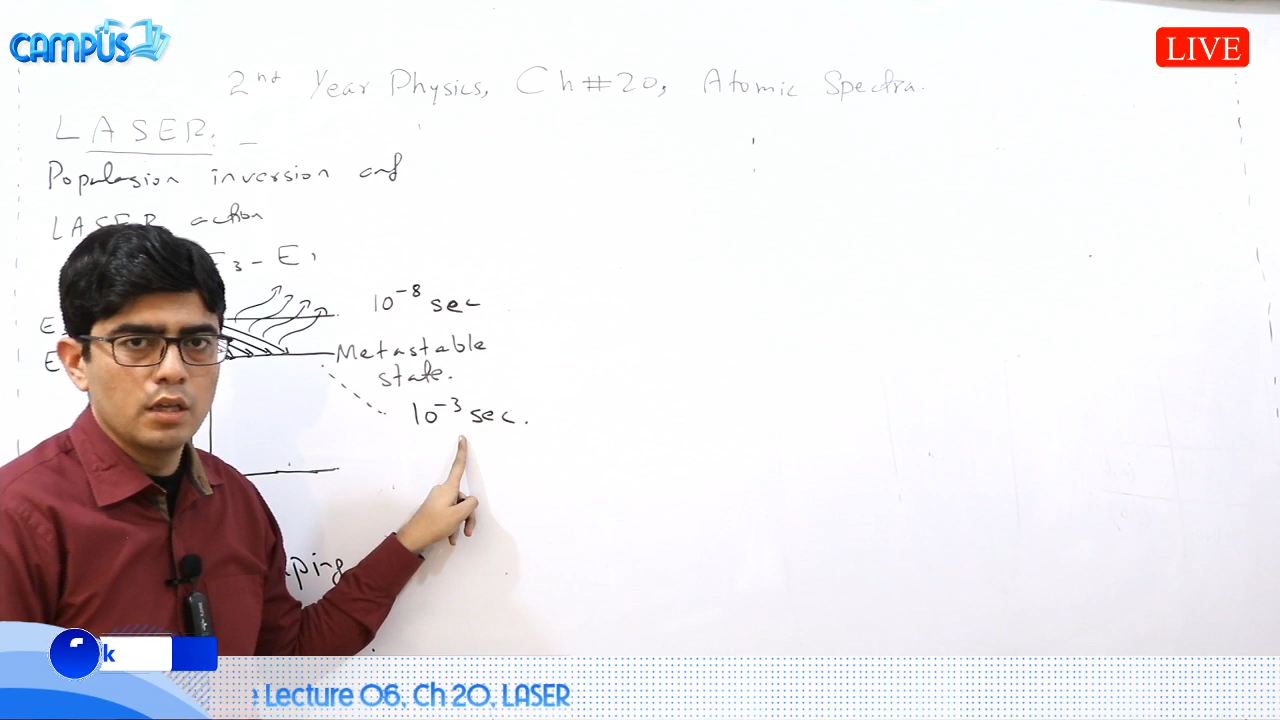 CAMPUS
LIVE
2nd Year Physics, Ch#20, Atomic Spectra.
LASER:
Population inversion and
LASER action
E3 - E1
10^-8 sec
E
Metastable
E
state.
10^-3 sec.
k
Lecture 06, Ch 20, LASER